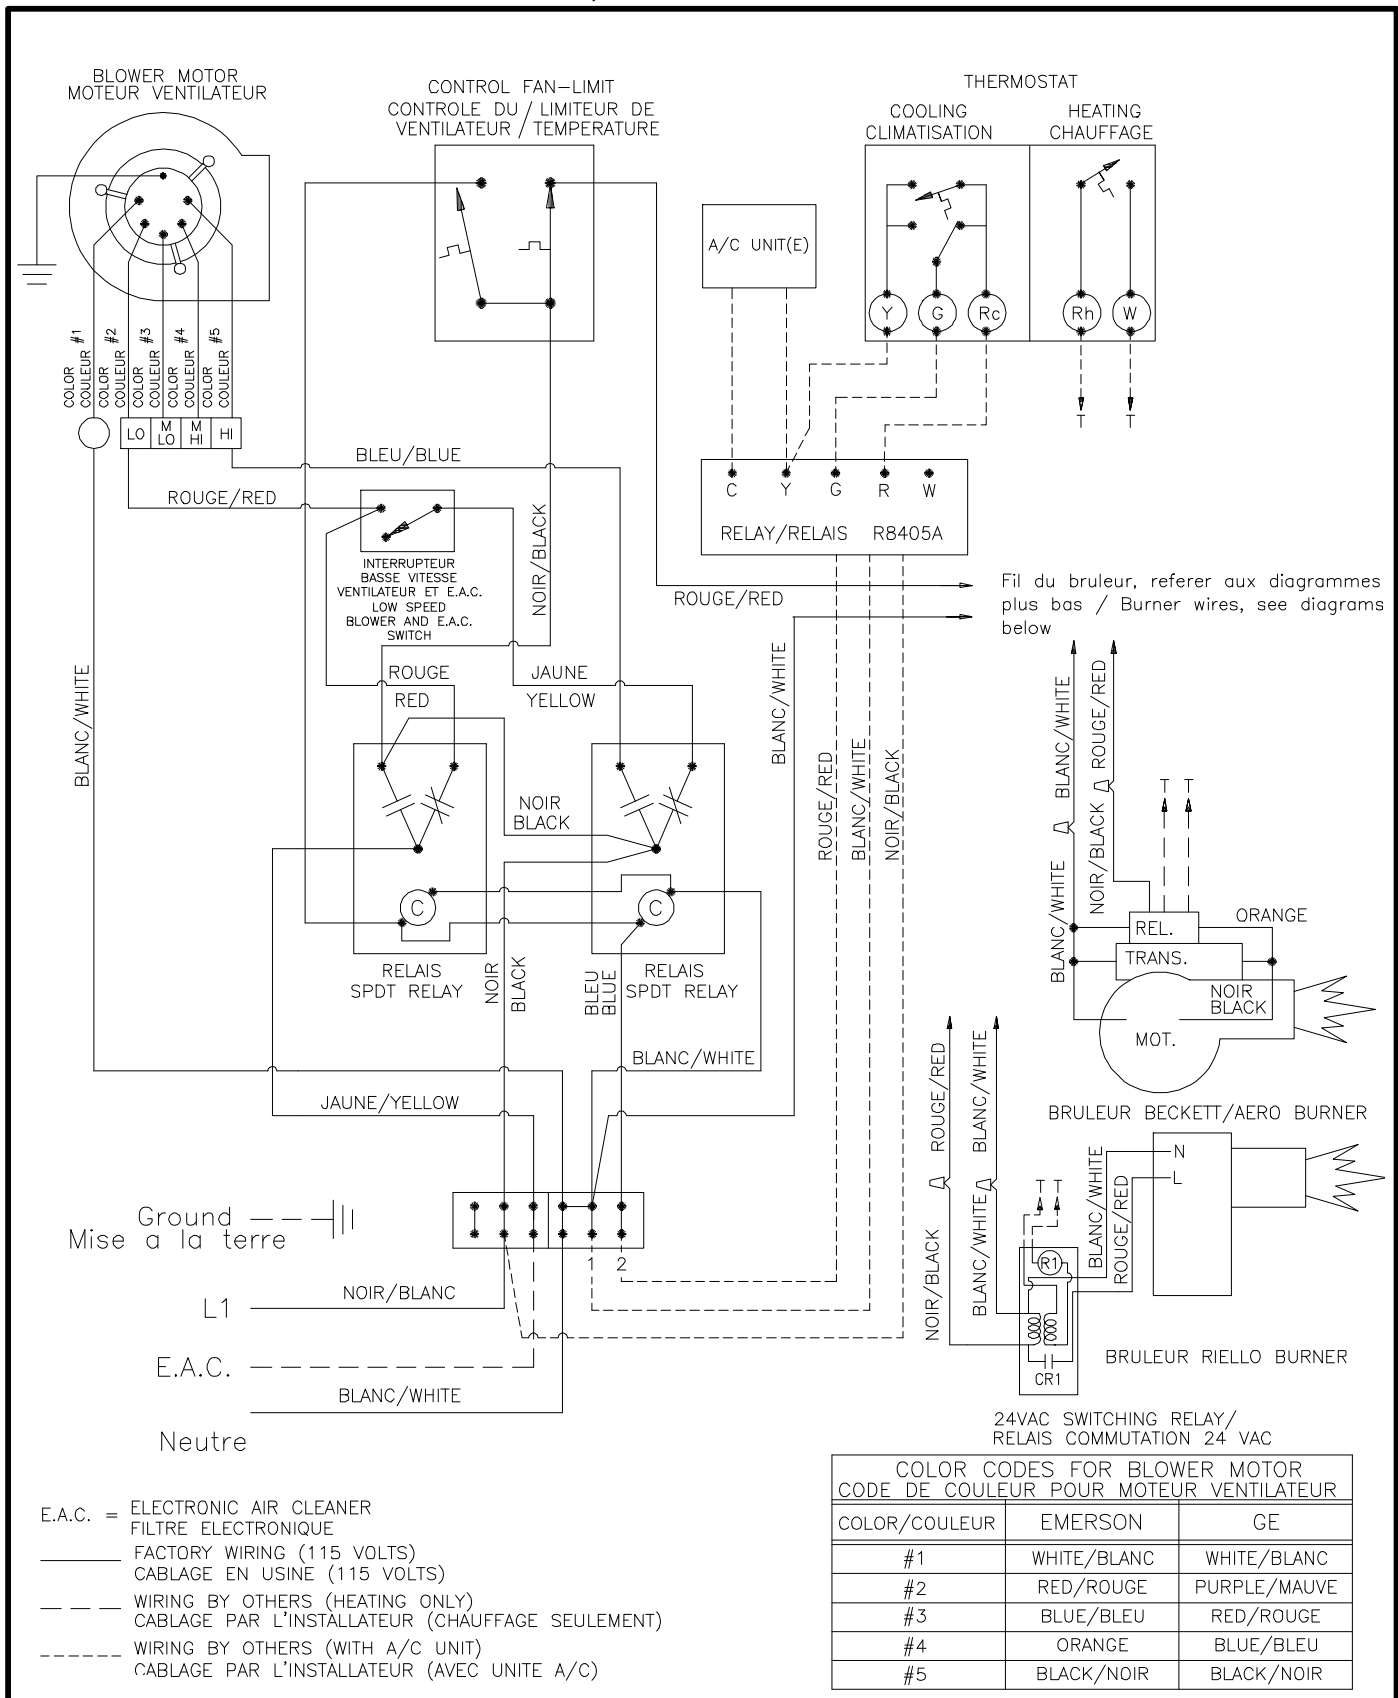 BLOWER MOTOR
MOTEUR VENTILATEUR
CONTROL FAN-LIMIT
CONTROLE DU / LIMITEUR DE
VENTILATEUR / TEMPERATURE
THERMOSTAT
COOLING
CLIMATISATION
HEATING
CHAUFFAGE
A/C UNIT(E)
Y
G
Rc
Rh
W
T
T
COLOR
COULEUR #1
COLOR
COULEUR #2
COLOR
COULEUR #3
COLOR
COULEUR #4
COLOR
COULEUR #5
LO
M
LO
M
HI
HI
BLEU/BLUE
ROUGE/RED
NOIR/BLACK
INTERRUPTEUR
BASSE VITESSE
VENTILATEUR ET E.A.C.
LOW SPEED
BLOWER AND E.A.C.
SWITCH
C
Y
G
R
W
RELAY/RELAIS R8405A
ROUGE/RED
Fil du bruleur, referer aux diagrammes
plus bas / Burner wires, see diagrams
below
BLANC/WHITE
ROUGE
RED
JAUNE
YELLOW
BLANC/WHITE
ROUGE/RED
BLANC/WHITE
NOIR/BLACK
NOIR
BLACK
C
C
RELAIS
SPDT RELAY
NOIR
BLACK
BLEU
BLUE
RELAIS
SPDT RELAY
BLANC/WHITE
JAUNE/YELLOW
BLANC/WHITE
ROUGE/RED
BLANC/WHITE
NOIR/BLACK
T
T
REL.
ORANGE
TRANS.
NOIR
BLACK
MOT.
BRULEUR BECKETT/AERO BURNER
ROUGE/RED
BLANC/WHITE
NOIR/BLACK
BLANC/WHITE
T
T
BLANC/WHITE
ROUGE/RED
N
L
R1
CR1
BRULEUR RIELLO BURNER
24VAC SWITCHING RELAY/
RELAIS COMMUTATION 24 VAC
Ground
Mise a la terre
1
2
L1
NOIR/BLANC
E.A.C.
BLANC/WHITE
Neutre
E.A.C. = ELECTRONIC AIR CLEANER
FILTRE ELECTRONIQUE
FACTORY WIRING (115 VOLTS)
CABLAGE EN USINE (115 VOLTS)
WIRING BY OTHERS (HEATING ONLY)
CABLAGE PAR L'INSTALLATEUR (CHAUFFAGE SEULEMENT)
WIRING BY OTHERS (WITH A/C UNIT)
CABLAGE PAR L'INSTALLATEUR (AVEC UNITE A/C)
COLOR CODES FOR BLOWER MOTOR
CODE DE COULEUR POUR MOTEUR VENTILATEUR
COLOR/COULEUR EMERSON GE
#1 WHITE/BLANC WHITE/BLANC
#2 RED/ROUGE PURPLE/MAUVE
#3 BLUE/BLEU RED/ROUGE
#4 ORANGE BLUE/BLEU
#5 BLACK/NOIR BLACK/NOIR